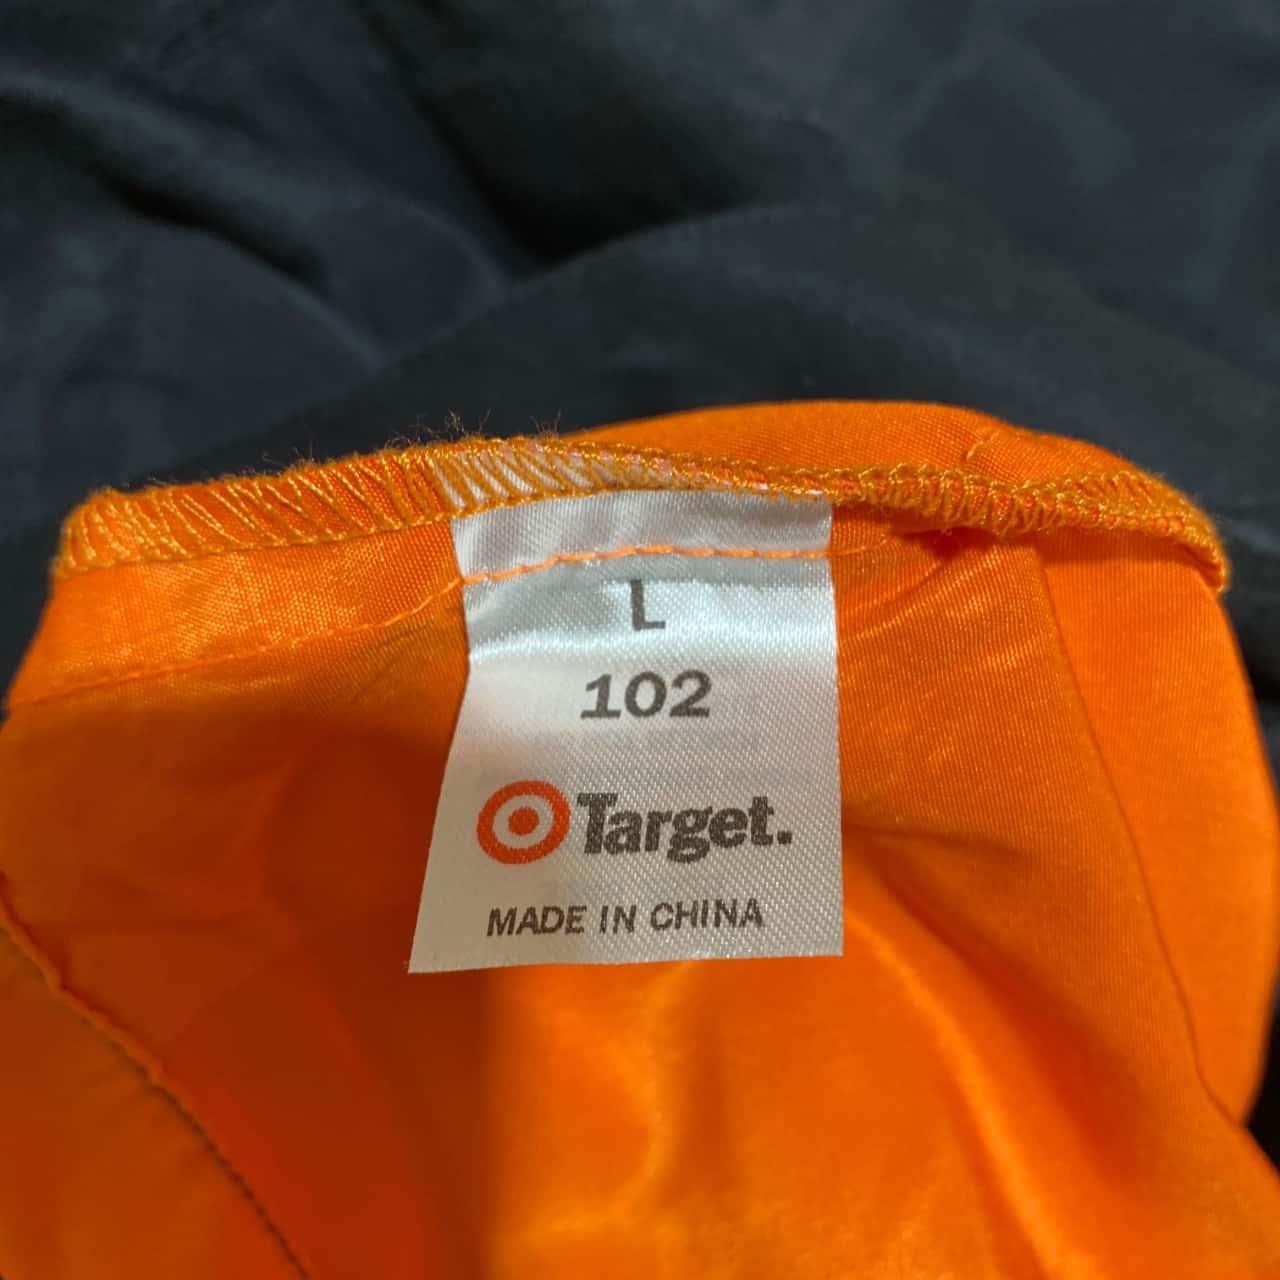 L
102
Target.
MADE IN CHINA